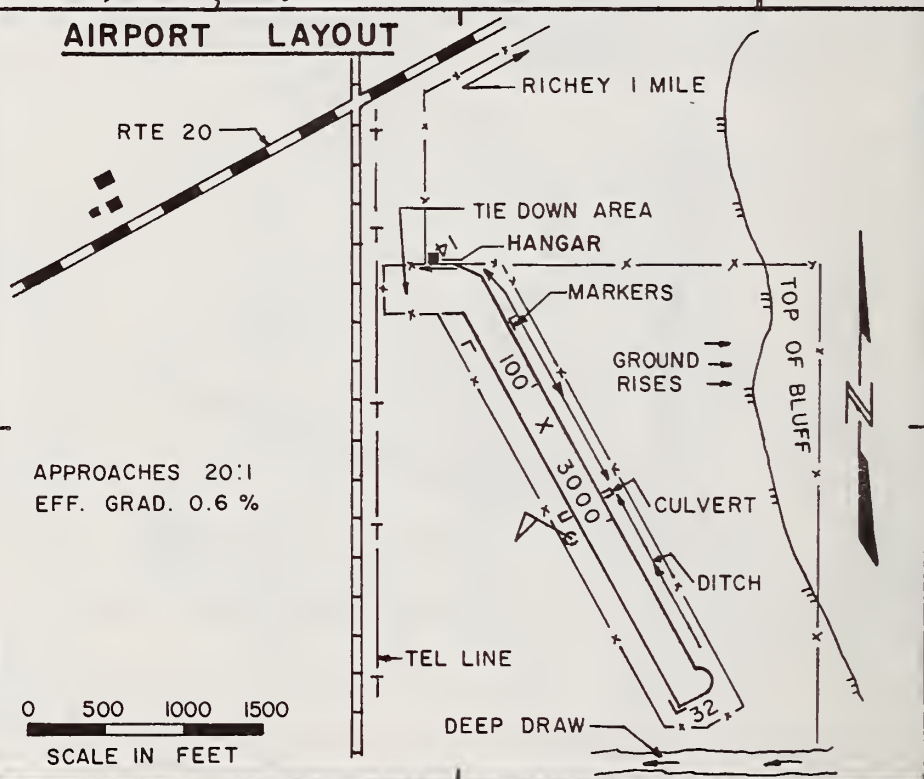 AIRPORT LAYOUT
RTE 20
RICHEY 1 MILE
TIE DOWN AREA
HANGAR
14
MARKERS
GROUND
RISES
TOP OF BLUFF
N
100' X 3000'
APPROACHES 20:1
EFF. GRAD. 0.6 %
CULVERT
DITCH
TEL LINE
32
DEEP DRAW
0 500 1000 1500
SCALE IN FEET